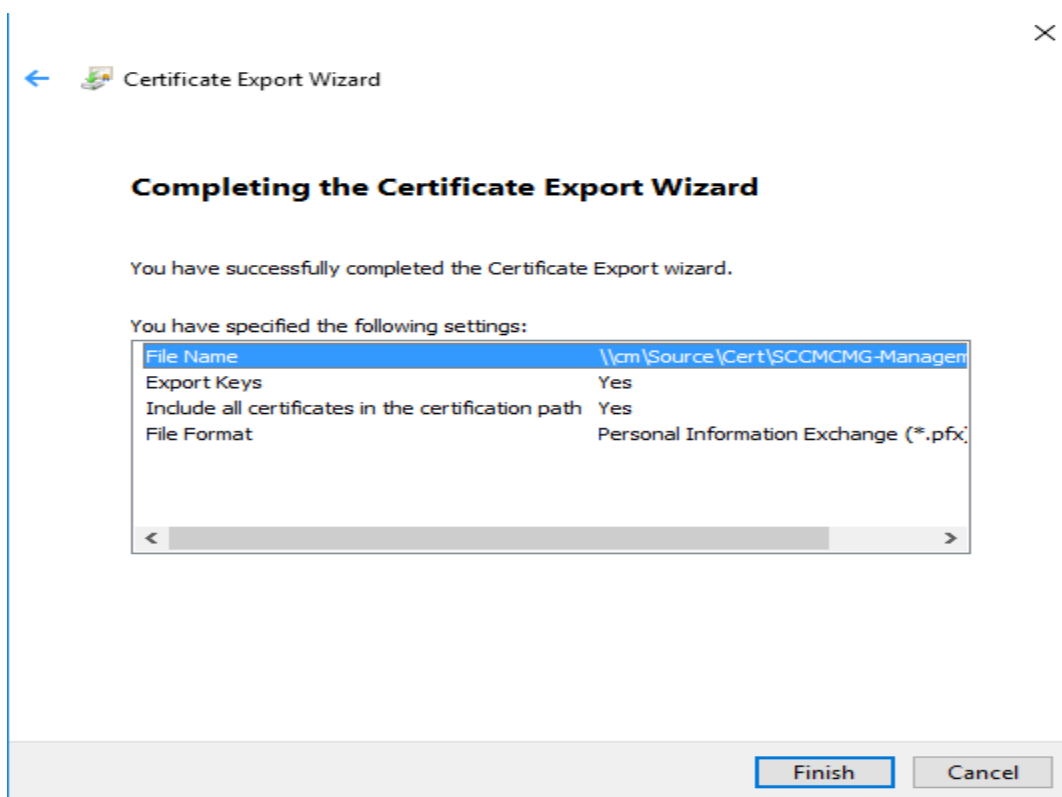 Certificate Export Wizard
Completing the Certificate Export Wizard
You have successfully completed the Certificate Export wizard.
You have specified the following settings:
File Name \\cm\Source\Cert\SCCMCMG-Managem
Export Keys Yes
Include all certificates in the certification path Yes
File Format Personal Information Exchange (*.pfx)
Finish Cancel